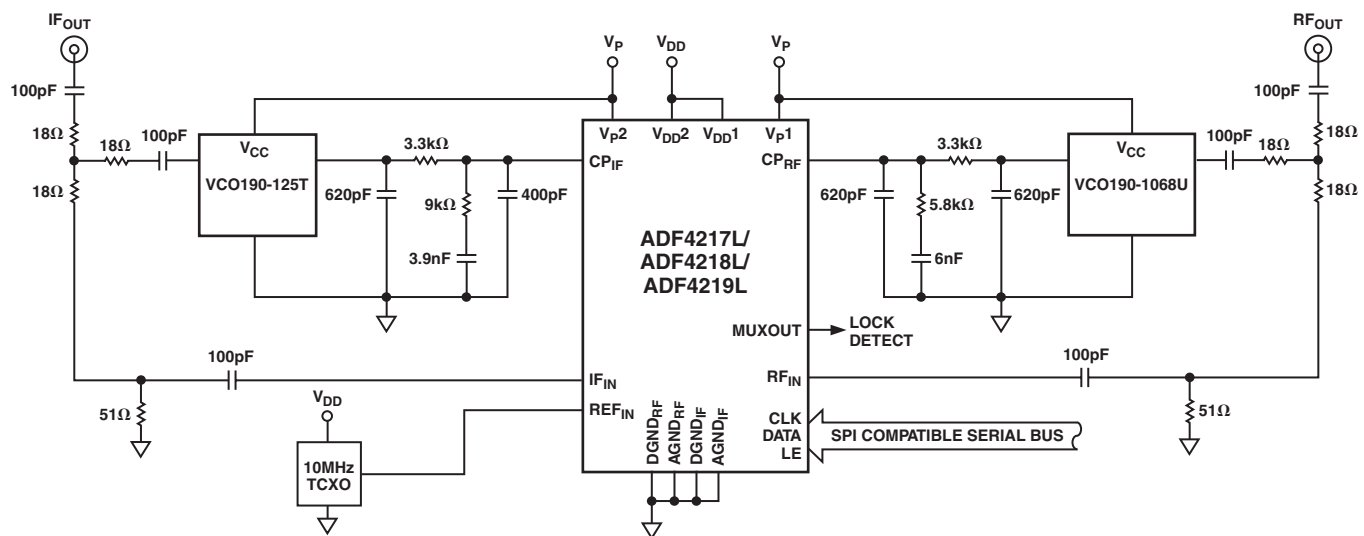 IFOUT
RFOUT
VP
VDD
VP
100pF
100pF
18Ω
18Ω
100pF
VCC
VCO190-125T
3.3kΩ
VP2
VDD2
VDD1
VP1
3.3kΩ
VCC
VCO190-1068U
100pF
18Ω
18Ω
CPIF
CPRF
18Ω
18Ω
620pF
9kΩ
400pF
3.9nF
620pF
5.8kΩ
620pF
6nF
ADF4217L/
ADF4218L/
ADF4219L
MUXOUT
LOCK
DETECT
100pF
100pF
IFIN
RFIN
51Ω
51Ω
VDD
REFIN
10MHz
TCXO
DGNDRF
AGNDRF
DGNDIF
AGNDIF
CLK
DATA
LE
SPI COMPATIBLE SERIAL BUS